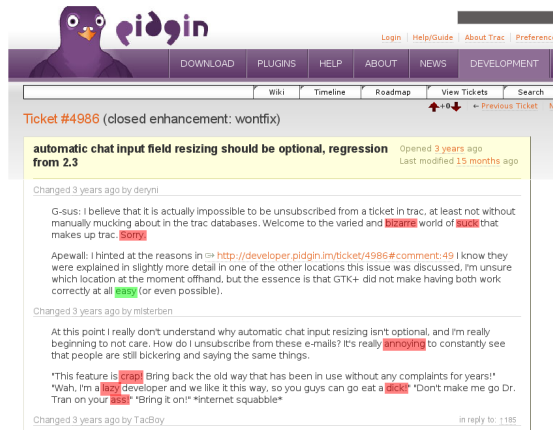 pidgin
Login Help/Guide About Trac Preferenc
DOWNLOAD PLUGINS HELP ABOUT NEWS DEVELOPMENT
Wiki Timeline Roadmap View Tickets Search
+0 ← Previous Ticket N
Ticket #4986 (closed enhancement: wontfix)
automatic chat input field resizing should be optional, regression
from 2.3
Opened 3 years ago
Last modified 15 months ago
Changed 3 years ago by deryni
G-sus: I believe that it is actually impossible to be unsubscribed from a ticket in trac, at least not without
manually mucking about in the trac databases. Welcome to the varied and bizarre world of suck that
makes up trac. Sorry.
Apewall: I hinted at the reasons in http://developer.pidgin.im/ticket/4986#comment:49 I know they
were explained in slightly more detail in one of the other locations this issue was discussed, I'm unsure
which location at the moment offhand, but the essence is that GTK+ did not make having both work
correctly at all easy (or even possible).
Changed 3 years ago by misterben
At this point I really don't understand why automatic chat input resizing isn't optional, and I'm really
beginning to not care. How do I unsubscribe from these e-mails? It's really annoying to constantly see
that people are still bickering and saying the same things.
"This feature is crap! Bring back the old way that has been in use without any complaints for years!"
"Wah, I'm a lazy developer and we like it this way, so you guys can go eat a dick!" "Don't make me go Dr.
Tran on your ass!" "Bring it on!" *internet squabble*
Changed 3 years ago by TacBoy in reply to: ↑185